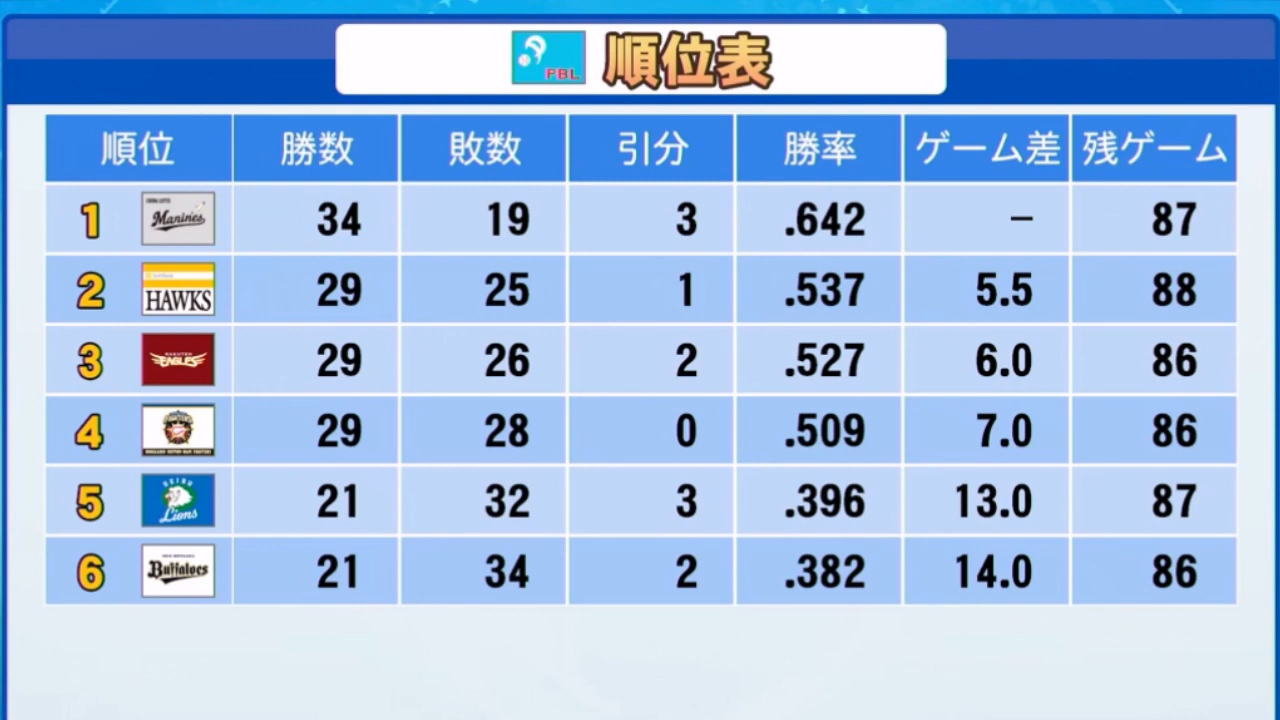 PBL 順位表
順位 勝数 敗数 引分 勝率 ゲーム差 残ゲーム
1 Marines 34 19 3 .642 − 87
2 HAWKS 29 25 1 .537 5.5 88
3 EAGLES 29 26 2 .527 6.0 86
4 29 28 0 .509 7.0 86
5 SEIBU Lions 21 32 3 .396 13.0 87
6 Buffaloes 21 34 2 .382 14.0 86